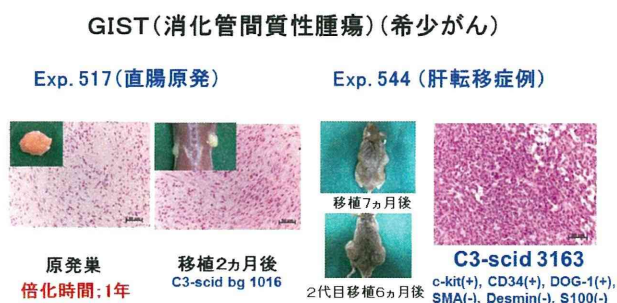 GIST(消化管間質性腫瘍)(希少がん)
Exp. 517(直腸原発)
Exp. 544 (肝転移症例)
原発巣
倍化時間;1年
移植2ヵ月後
C3-scid bg 1016
移植7ヵ月後
2代目移植6ヵ月後
C3-scid 3163
c-kit(+), CD34(+), DOG-1(+),
SMA(-), Desmin(-), S100(-)